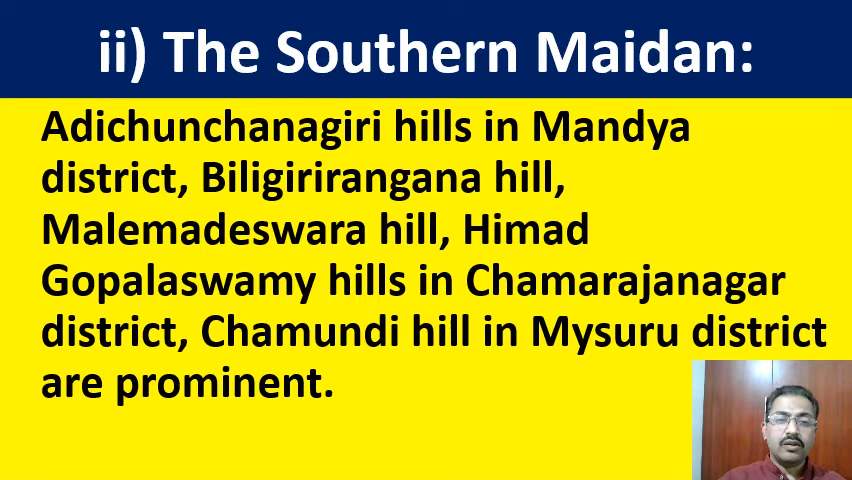 ii) The Southern Maidan:
Adichunchanagiri hills in Mandya
district, Biligirirangana hill,
Malemadeswara hill, Himad
Gopalaswamy hills in Chamarajanagar
district, Chamundi hill in Mysuru district
are prominent.